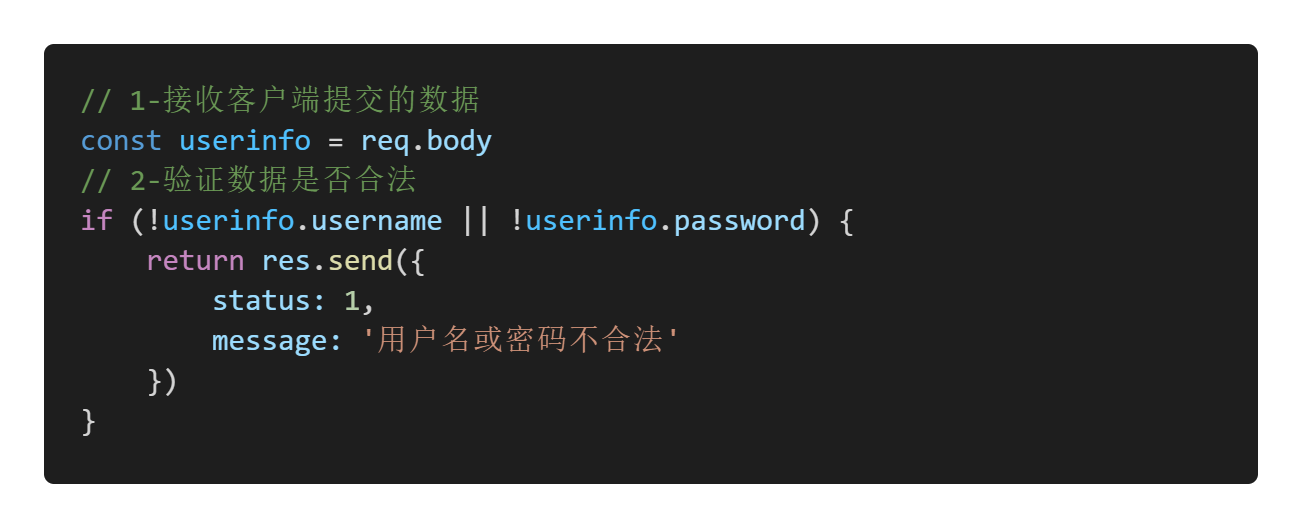 // 1-接收客户端提交的数据
const userinfo = req.body
// 2-验证数据是否合法
if (!userinfo.username || !userinfo.password) {
    return res.send({
        status: 1,
        message: '用户名或密码不合法'
    })
}